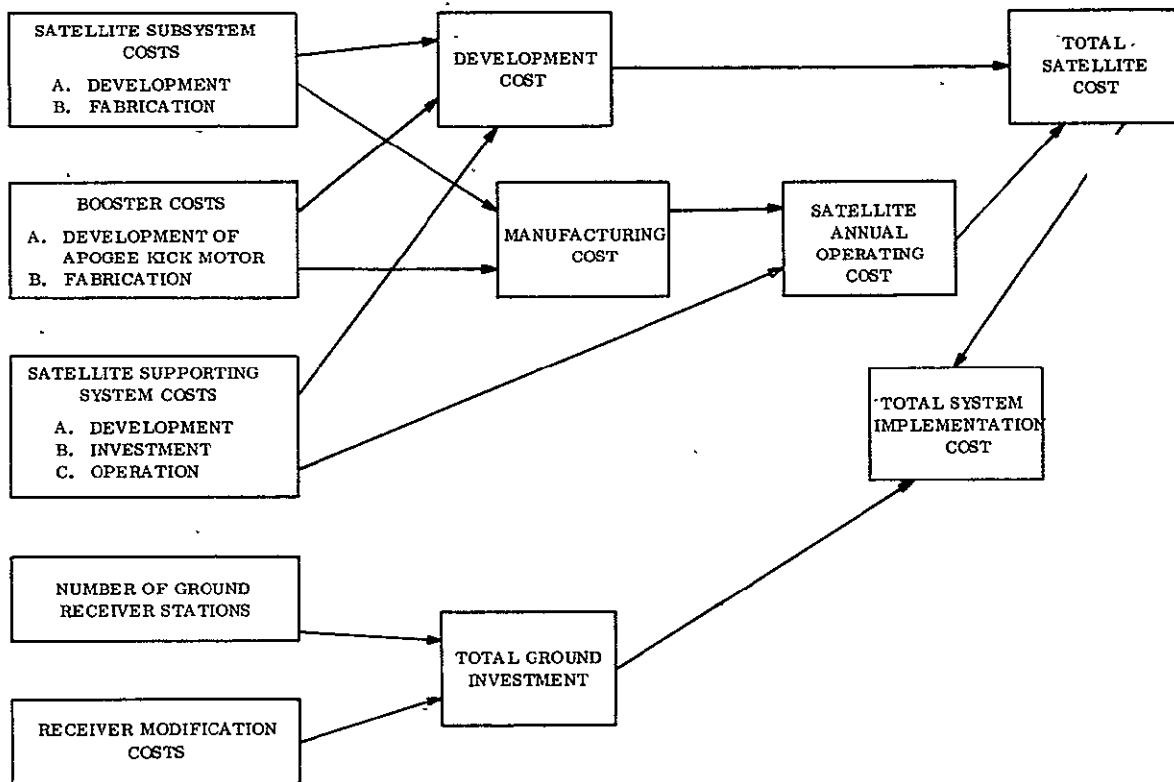 SATELLITE SUBSYSTEM
COSTS
A. DEVELOPMENT
B. FABRICATION
DEVELOPMENT
COST
TOTAL
SATELLITE
COST
BOOSTER COSTS
A. DEVELOPMENT OF
APOGEE KICK MOTOR
B. FABRICATION
MANUFACTURING
COST
SATELLITE
ANNUAL
OPERATING
COST
SATELLITE SUPPORTING
SYSTEM COSTS
A. DEVELOPMENT
B. INVESTMENT
C. OPERATION
TOTAL SYSTEM
IMPLEMENTATION
COST
NUMBER OF GROUND
RECEIVER STATIONS
TOTAL GROUND
INVESTMENT
RECEIVER MODIFICATION
COSTS